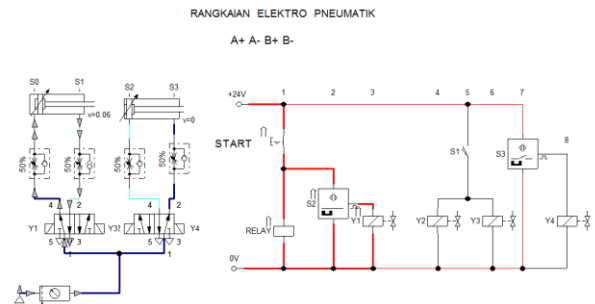 RANGKAIAN ELEKTRO PNEUMATIK
A+ A- B+ B-
S0 S1 S2 S3
v=0.06 v=0
50% 50% 50% 50%
4 2 4 2
Y1 Y3? Y4
5 3 5 3
1 1
+24V 1 2 3 4 5 6 7 8
START
S1 S3
S2
RELAY Y1 Y2 Y3 Y4
0V